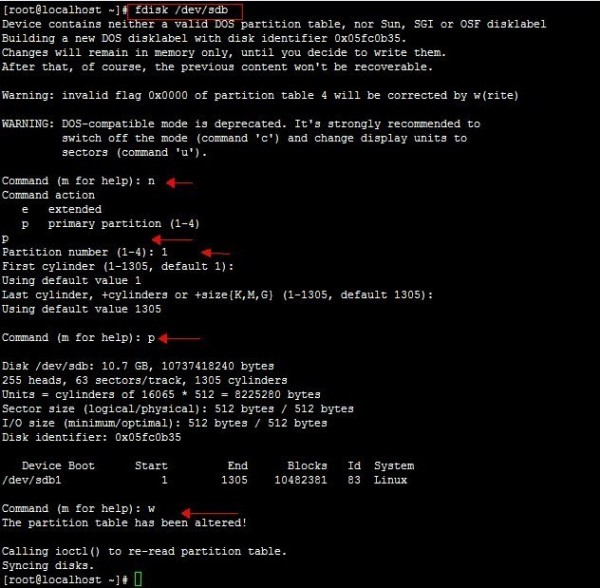 [root@localhost ~]# fdisk /dev/sdb
Device contains neither a valid DOS partition table, nor Sun, SGI or OSF disklabel
Building a new DOS disklabel with disk identifier 0x05fc0b35.
Changes will remain in memory only, until you decide to write them.
After that, of course, the previous content won't be recoverable.

Warning: invalid flag 0x0000 of partition table 4 will be corrected by w(rite)

WARNING: DOS-compatible mode is deprecated. It's strongly recommended to
         switch off the mode (command 'c') and change display units to
         sectors (command 'u').

Command (m for help): n
Command action
   e   extended
   p   primary partition (1-4)
p
Partition number (1-4): 1
First cylinder (1-1305, default 1):
Using default value 1
Last cylinder, +cylinders or +size{K,M,G} (1-1305, default 1305):
Using default value 1305

Command (m for help): p

Disk /dev/sdb: 10.7 GB, 10737418240 bytes
255 heads, 63 sectors/track, 1305 cylinders
Units = cylinders of 16065 * 512 = 8225280 bytes
Sector size (logical/physical): 512 bytes / 512 bytes
I/O size (minimum/optimal): 512 bytes / 512 bytes
Disk identifier: 0x05fc0b35

   Device Boot      Start         End      Blocks   Id  System
/dev/sdb1               1        1305    10482381   83  Linux

Command (m for help): w
The partition table has been altered!

Calling ioctl() to re-read partition table.
Syncing disks.
[root@localhost ~]#